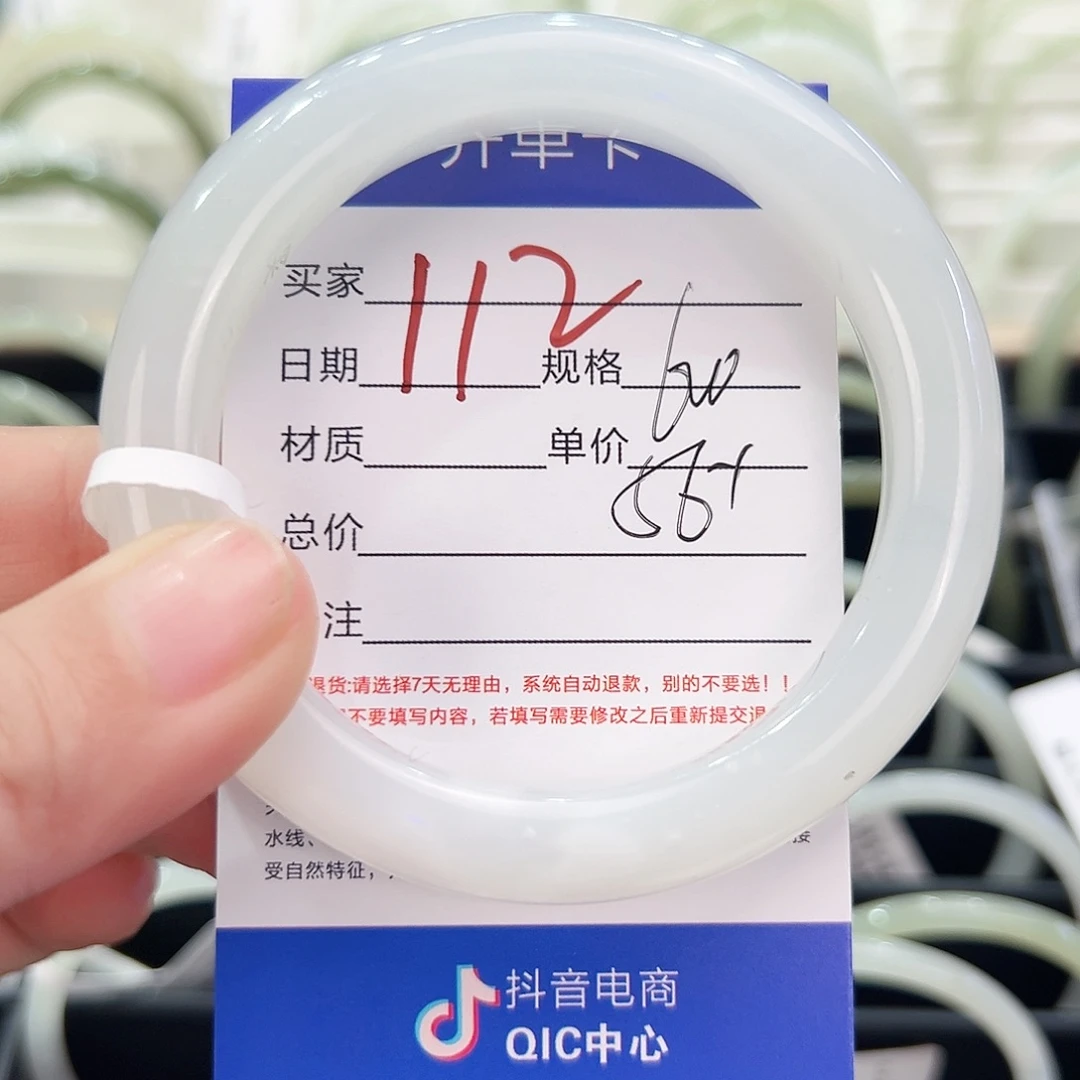 开单卡
买家 112
日期 规格 600
材质 单价
56+
总价
注
退货:请选择7天无理由，系统自动退款，别的不要选！！
不要填写内容，若填写需要修改之后重新提交退
水线、
受自然特征，
抖音电商
QIC中心